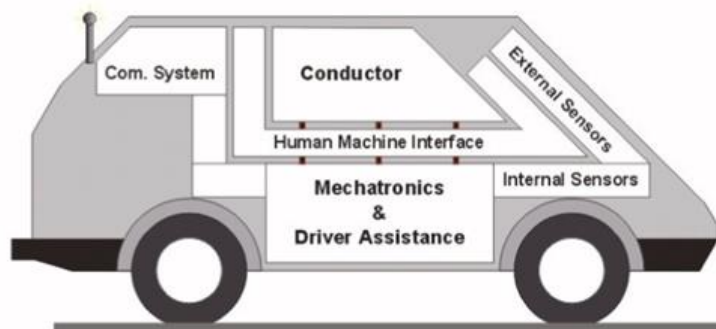 Com. System
Conductor
External Sensors
Human Machine Interface
Internal Sensors
Mechatronics
&
Driver Assistance